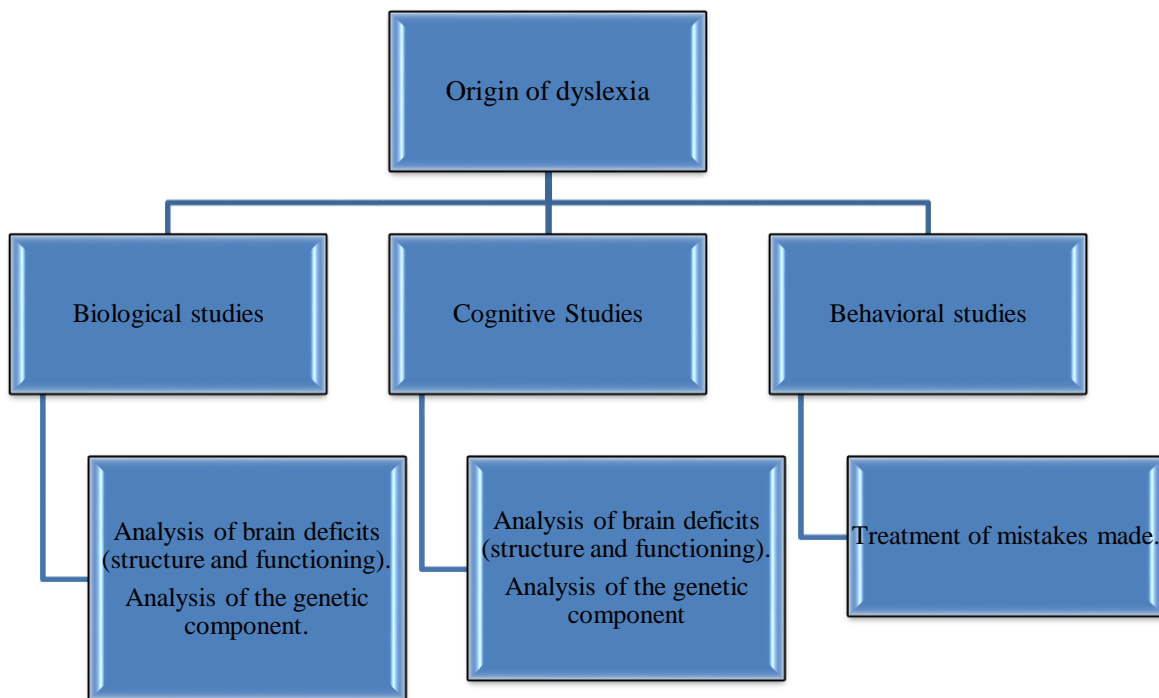 Origin of dyslexia
Biological studies
Cognitive Studies
Behavioral studies
Analysis of brain deficits
(structure and functioning).
Analysis of the genetic
component.
Analysis of brain deficits
(structure and functioning).
Analysis of the genetic
component
Treatment of mistakes made.